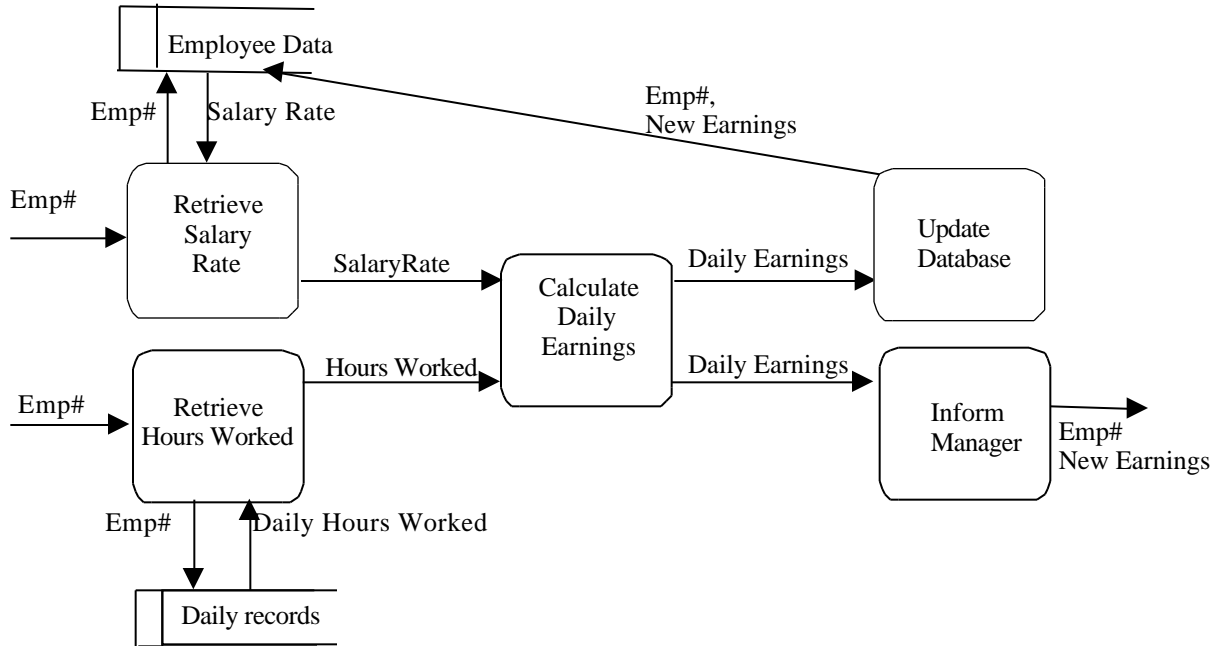 Employee Data
Emp#
Salary Rate
Emp#,
New Earnings
Emp#
Retrieve
Salary
Rate
SalaryRate
Calculate
Daily
Earnings
Daily Earnings
Update
Database
Emp#
Retrieve
Hours Worked
Hours Worked
Daily Earnings
Inform
Manager
Emp#
New Earnings
Emp#
Daily Hours Worked
Daily records